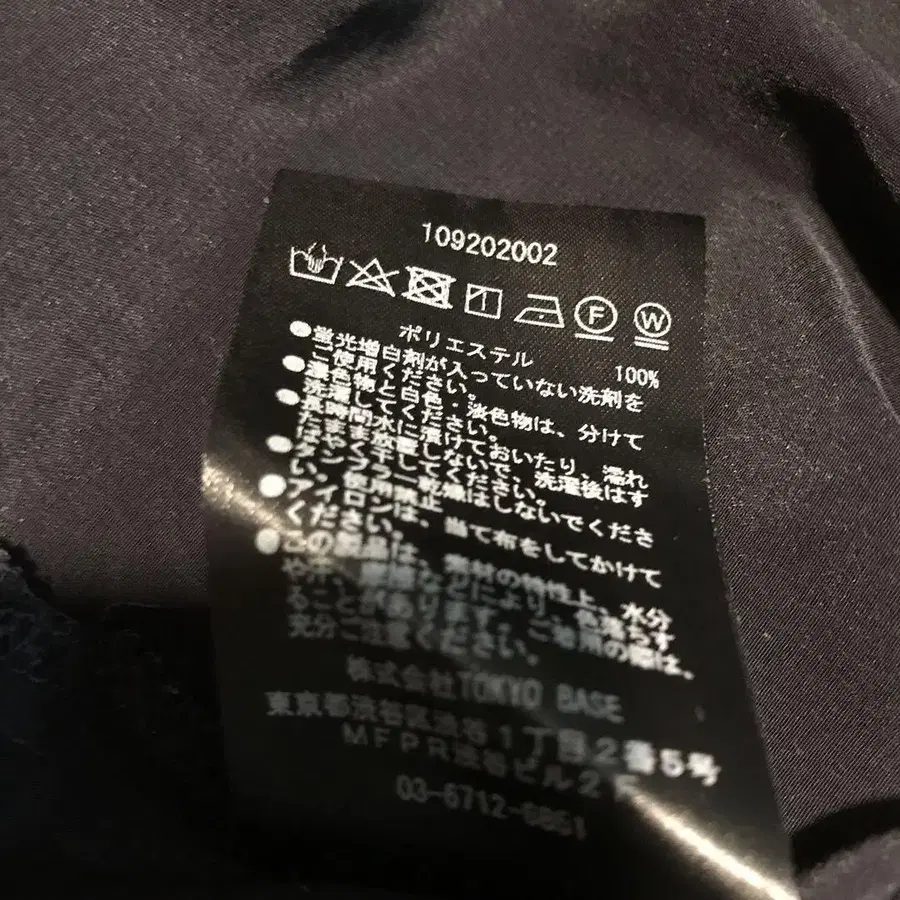 109202002
F W
ポリエステル 100%
●蛍光増白剤が入っていない洗剤を
ご使用ください。
●濃色物と白色・淡色物は、分けて
洗濯してください。
●長時間水に漬けておいたり、濡れ
たまま放置しないで、洗濯後はす
ばやく干してください。
●タンブラー乾燥はしないでくださ
い。使用禁止
●アイロンは、当て布をしてかけて
ください。
●この製品は、素材の特性上、水分
や汗、摩擦などにより、色落ちす
ることがあります。ご着用の際は、
充分ご注意ください。
株式会社TOKYO BASE
東京都渋谷区渋谷1丁目2番5号
MFPR渋谷ビル2F
03-6712-6851